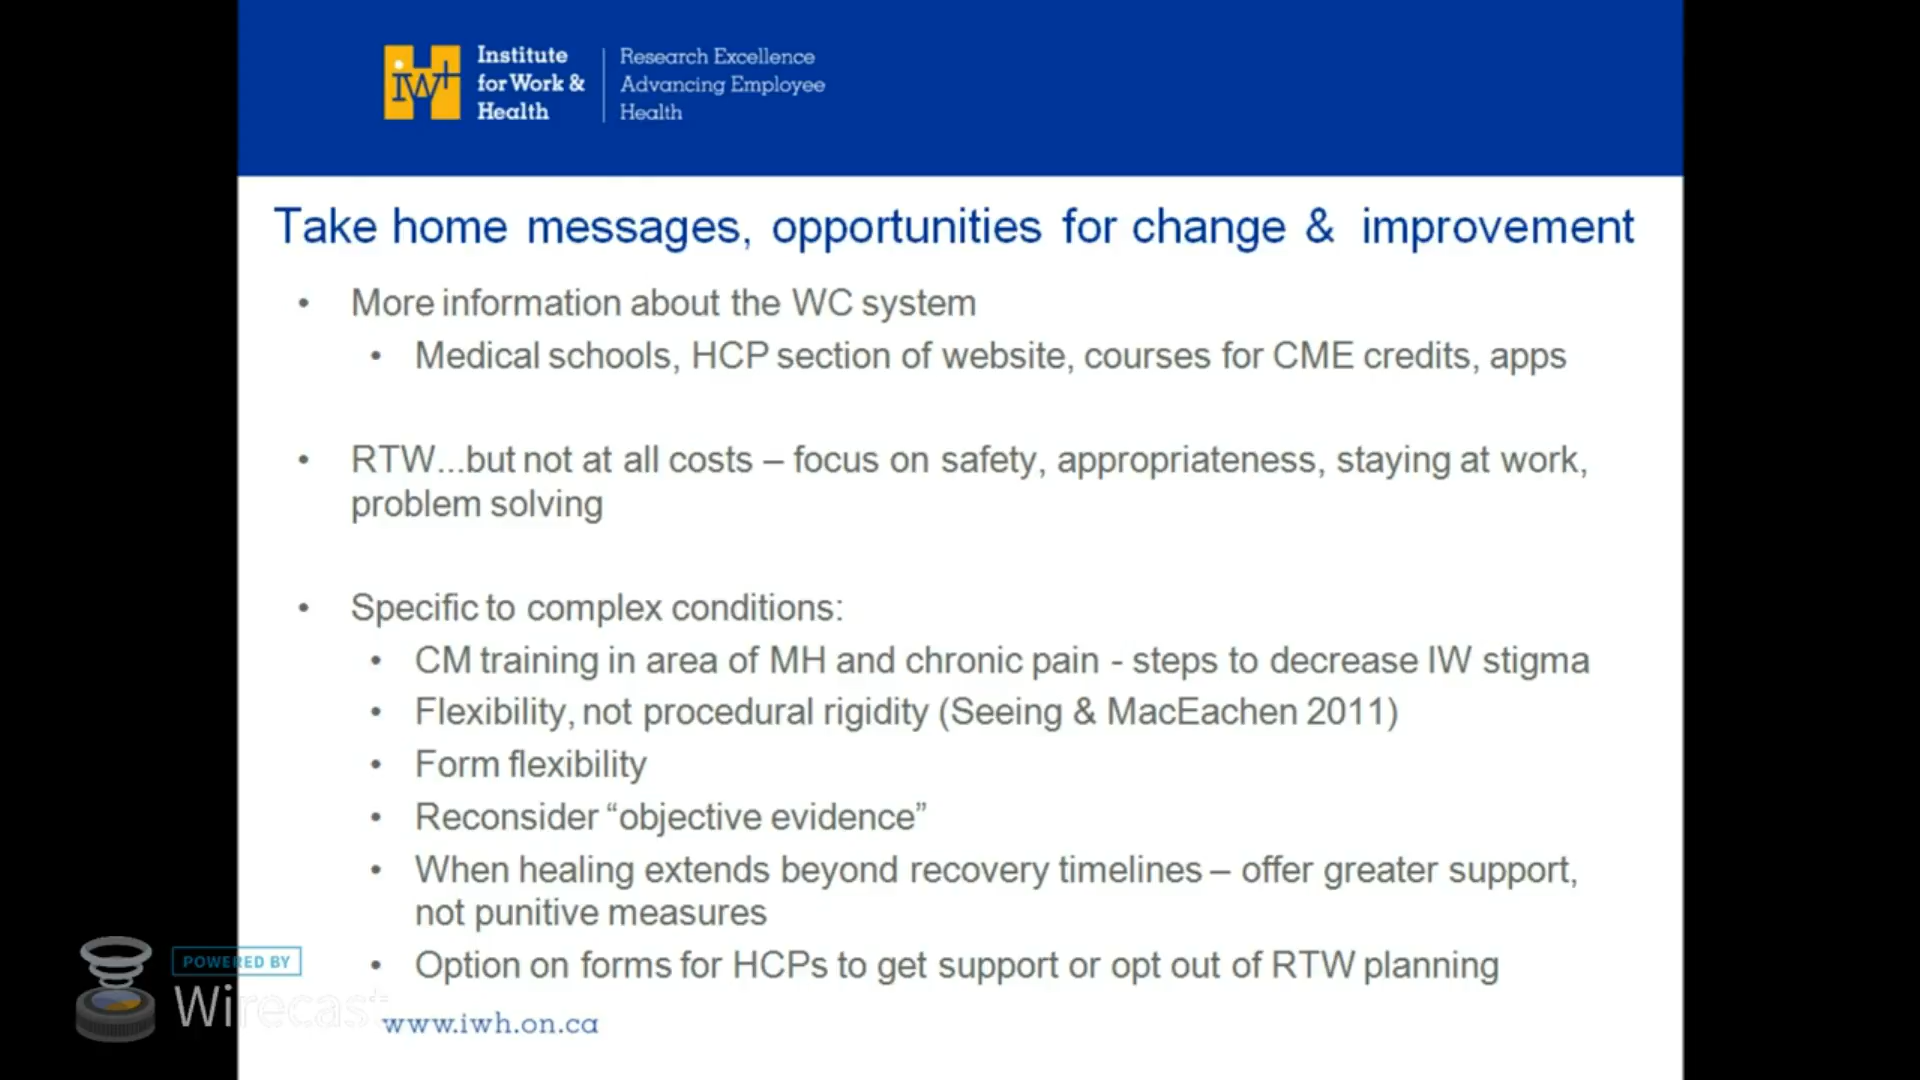 iw+
Institute
for Work &
Health
Research Excellence
Advancing Employee
Health
Take home messages, opportunities for change & improvement
• More information about the WC system
• Medical schools, HCP section of website, courses for CME credits, apps
• RTW...but not at all costs – focus on safety, appropriateness, staying at work,
problem solving
• Specific to complex conditions:
• CM training in area of MH and chronic pain - steps to decrease IW stigma
• Flexibility, not procedural rigidity (Seeing & MacEachen 2011)
• Form flexibility
• Reconsider “objective evidence”
• When healing extends beyond recovery timelines – offer greater support,
not punitive measures
• Option on forms for HCPs to get support or opt out of RTW planning
POWERED BY
Wirecast
www.iwh.on.ca